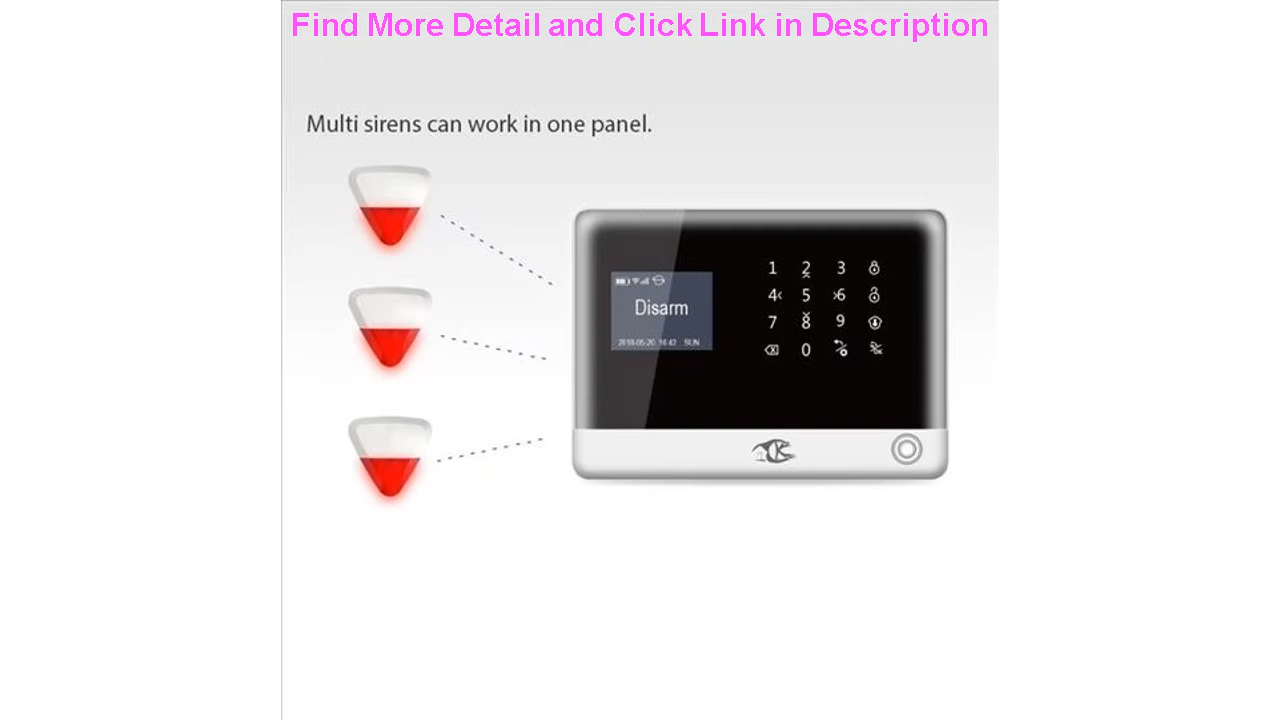 Find More Detail and Click Link in Description
Multi sirens can work in one panel.
Disarm
SUN
1 2 3
4 5 6
7 8 9
0